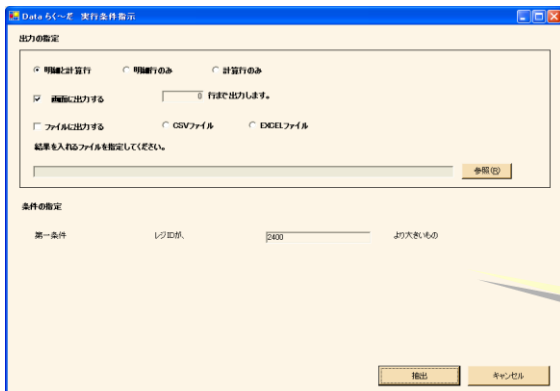 Data らく～だ 実行条件指示
出力の指定
明細と計算行 明細行のみ 計算行のみ
画面に出力する 0 行まで出力します。
ファイルに出力する CSVファイル EXCELファイル
結果を入れるファイルを指定してください。
参照(R)
条件の指定
第一条件 レジIDが、 2400 より大きいもの
抽出 キャンセル